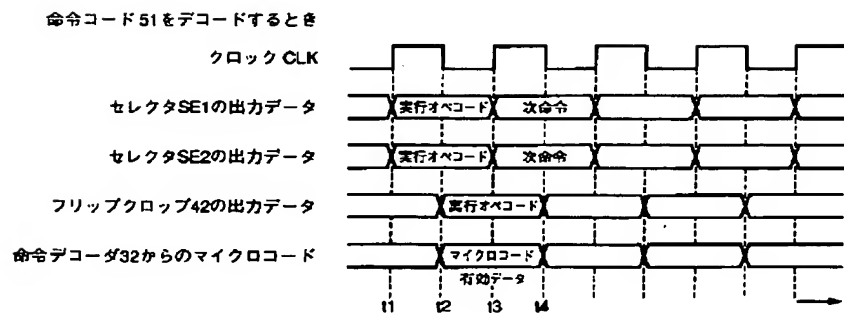 命令コード51をデコードするとき
クロックCLK
セレクタSE1の出力データ
実行オペコード 次命令
セレクタSE2の出力データ
実行オペコード 次命令
フリップクロップ42の出力データ
実行オペコード
命令デコーダ32からのマイクロコード
マイクロコード
有効データ
t1 t2 t3 t4